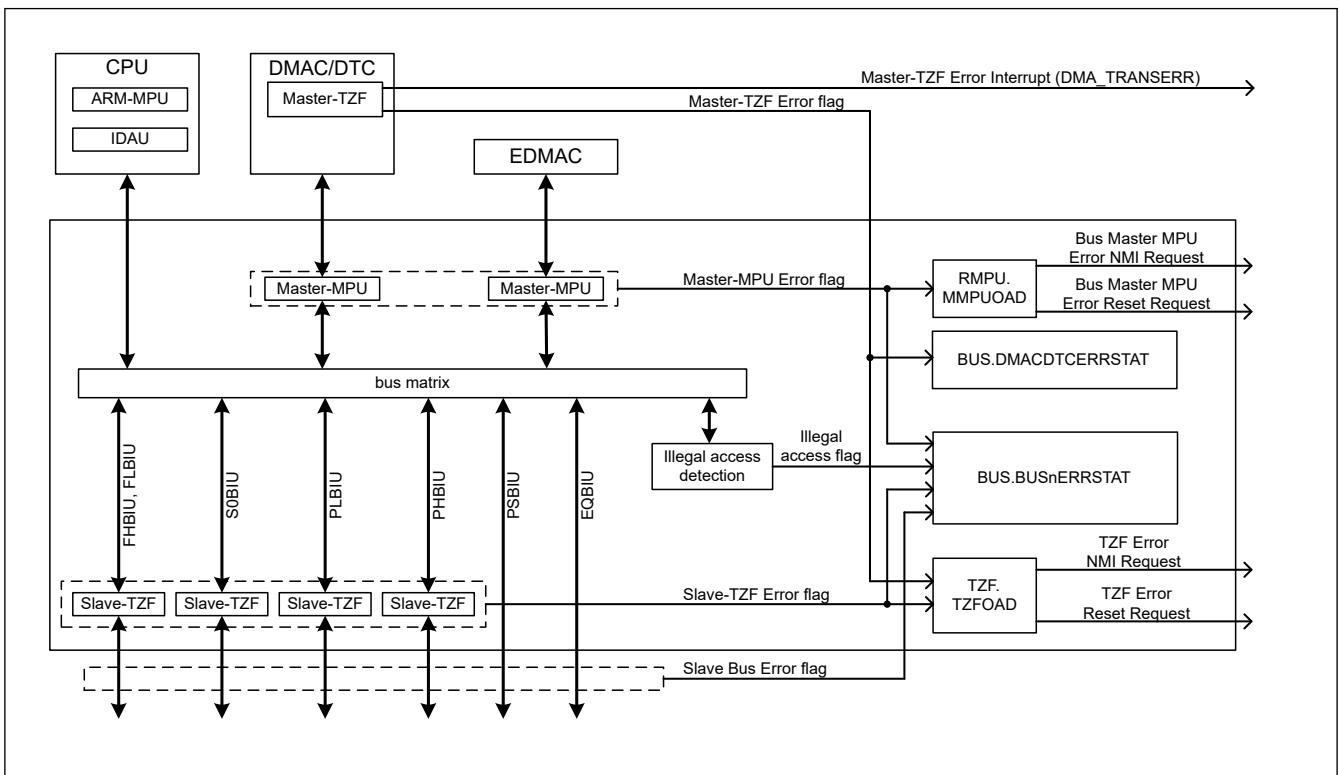 CPU
ARM-MPU
IDAU
DMAC/DTC
Master-TZF
EDMAC
Master-TZF Error Interrupt (DMA_TRANSERR)
Master-TZF Error flag
Master-MPU
Master-MPU
Master-MPU Error flag
RMPU.
MMPUOAD
Bus Master MPU
Error NMI Request
Bus Master MPU
Error Reset Request
BUS.DMACDTCERRSTAT
bus matrix
FHBIU, FLBIU
S0BIU
PLBIU
PHBIU
PSBIU
EQBIU
Illegal access
detection
Illegal
access flag
BUS.BUSnERRSTAT
Slave-TZF
Slave-TZF
Slave-TZF
Slave-TZF
Slave-TZF Error flag
TZF.
TZFOAD
TZF Error
NMI Request
TZF Error
Reset Request
Slave Bus Error flag